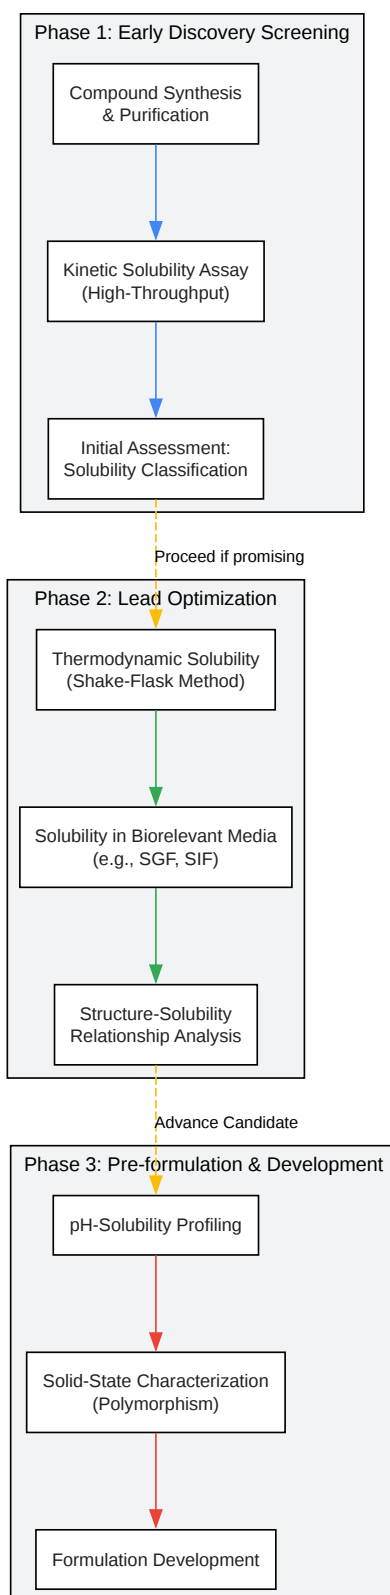 Phase 1: Early Discovery Screening
Compound Synthesis
& Purification
Kinetic Solubility Assay
(High-Throughput)
Initial Assessment:
Solubility Classification
Proceed if promising
Phase 2: Lead Optimization
Thermodynamic Solubility
(Shake-Flask Method)
Solubility in Biorelevant Media
(e.g., SGF, SIF)
Structure-Solubility
Relationship Analysis
Advance Candidate
Phase 3: Pre-formulation & Development
pH-Solubility Profiling
Solid-State Characterization
(Polymorphism)
Formulation Development